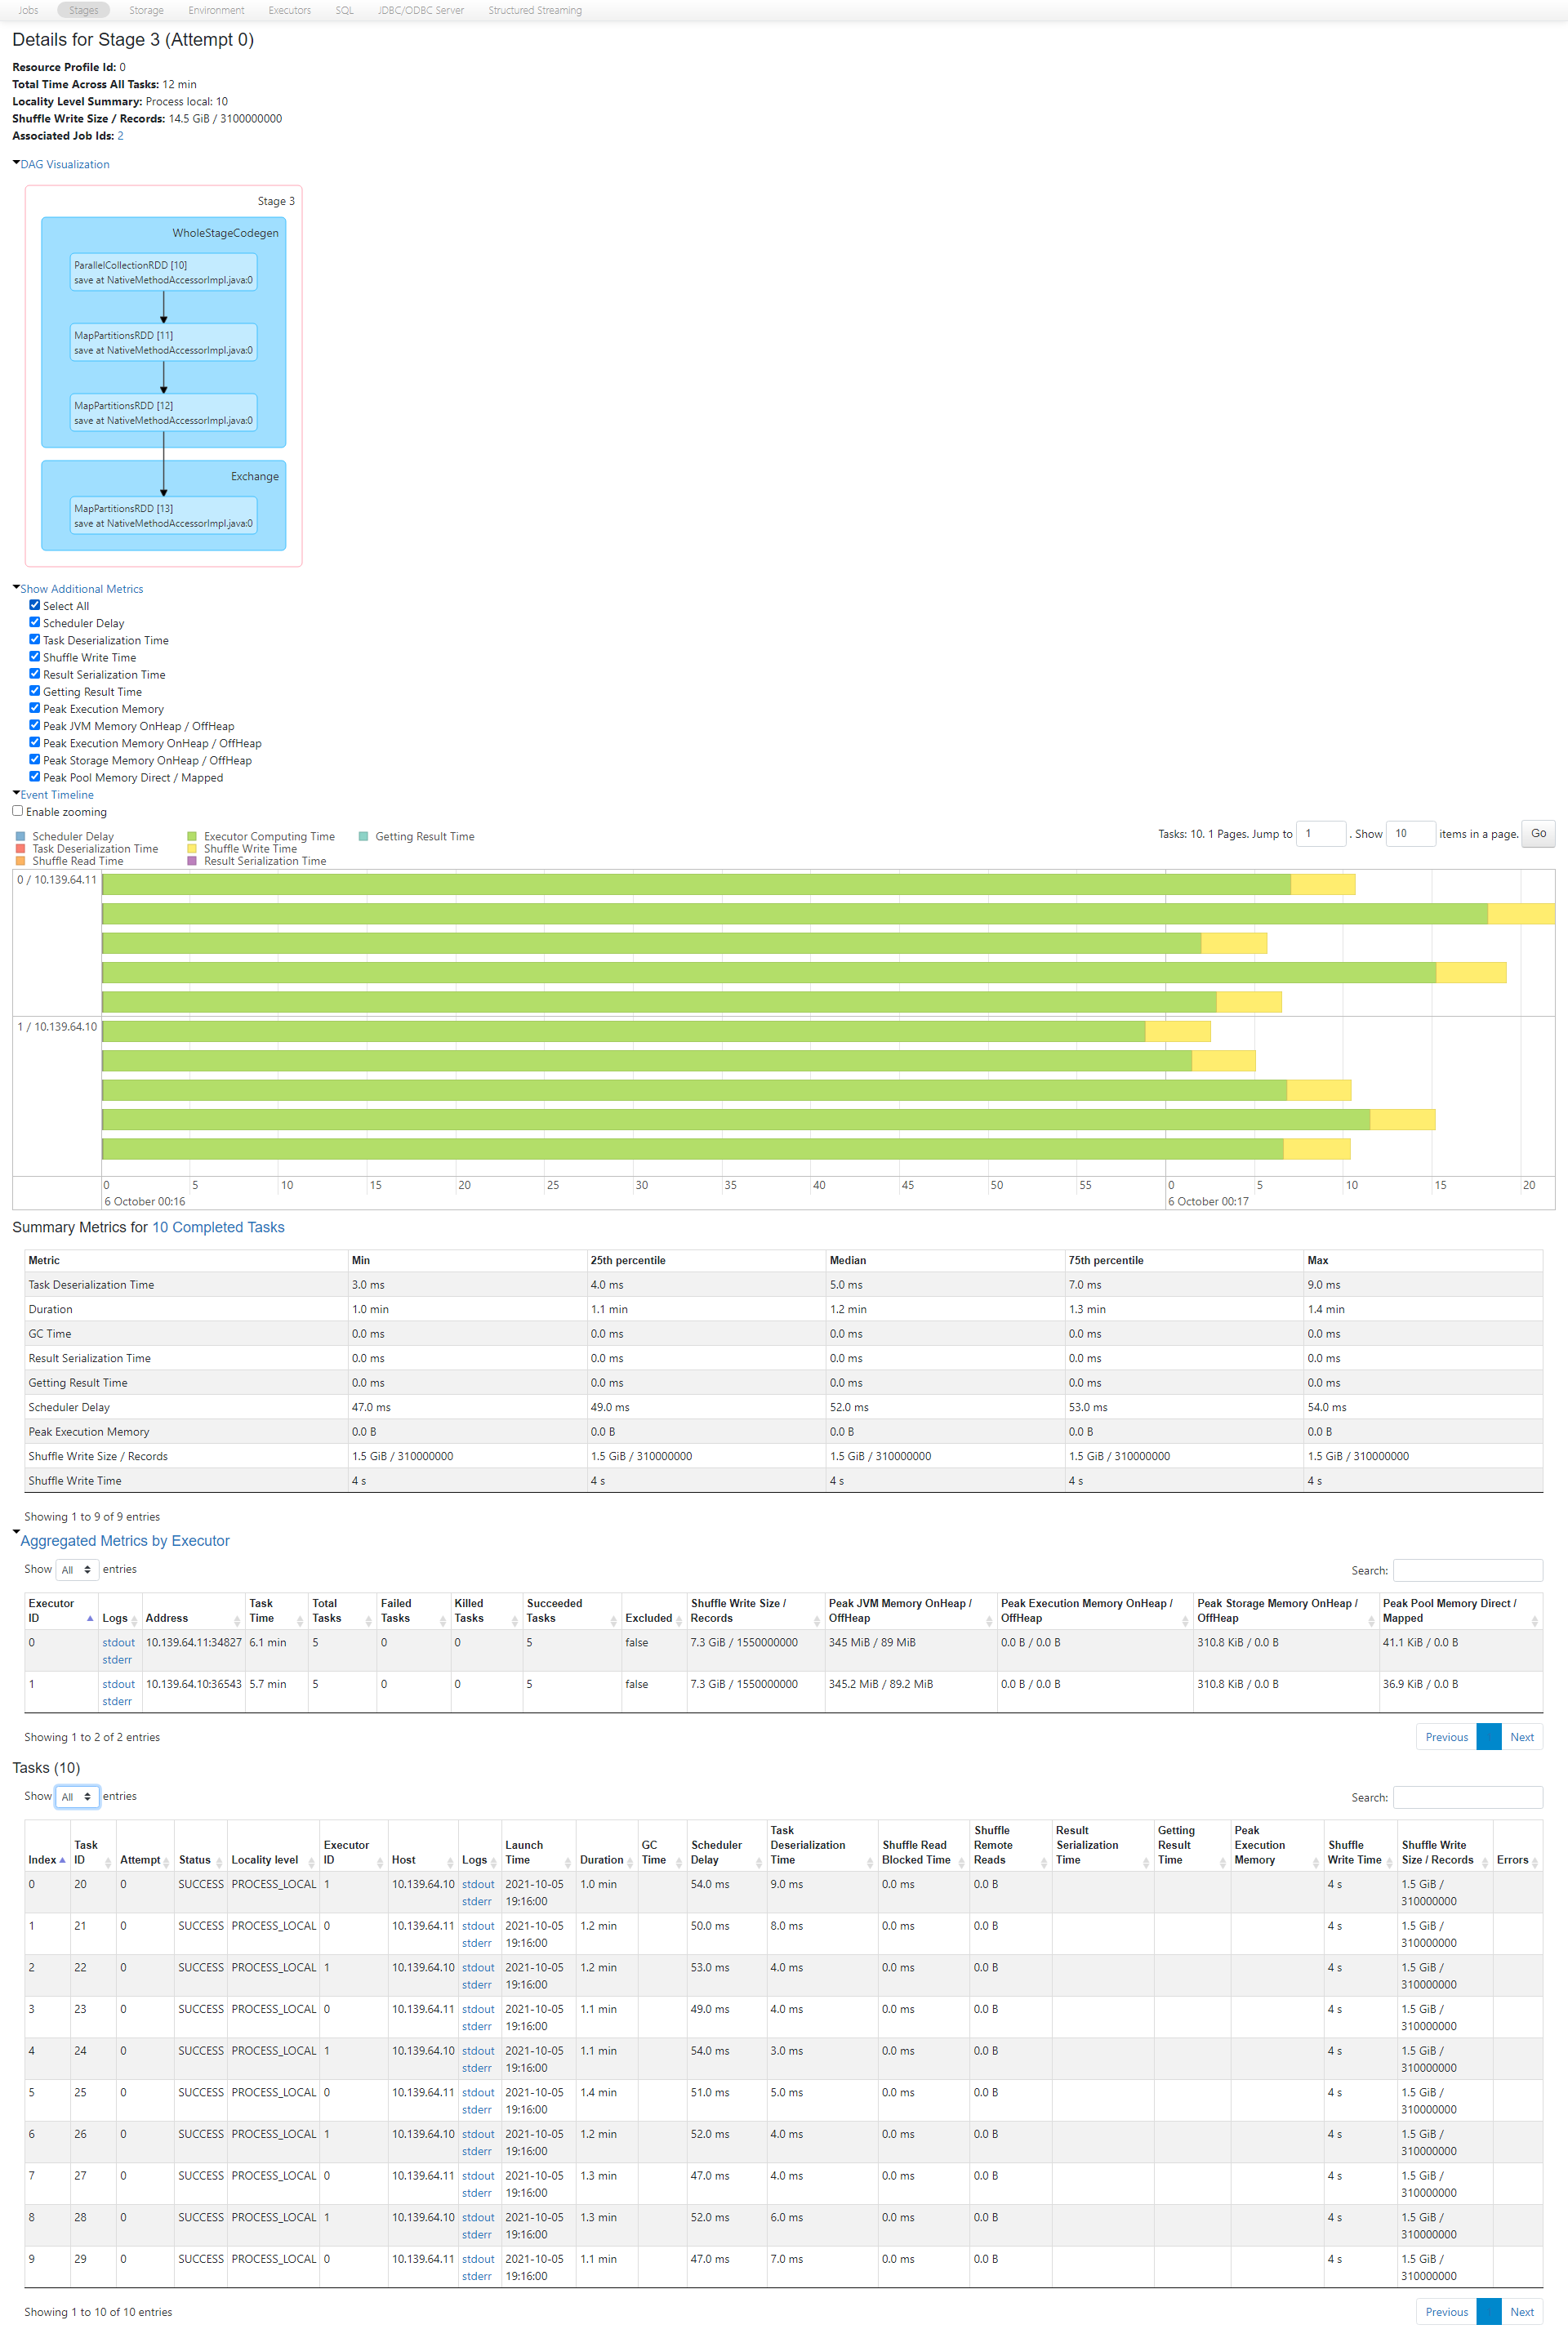 Jobs Stages Storage Environment Executors SQL JDBC/ODBC Server Structured Streaming
Details for Stage 3 (Attempt 0)
Resource Profile Id: 0
Total Time Across All Tasks: 12 min
Locality Level Summary: Process local: 10
Shuffle Write Size / Records: 14.5 GiB / 3100000000
Associated Job Ids: 2
DAG Visualization
Stage 3
WholeStageCodegen
ParallelCollectionRDD [10]
save at NativeMethodAccessorImpl.java:0
MapPartitionsRDD [11]
save at NativeMethodAccessorImpl.java:0
MapPartitionsRDD [12]
save at NativeMethodAccessorImpl.java:0
Exchange
MapPartitionsRDD [13]
save at NativeMethodAccessorImpl.java:0
Show Additional Metrics
Select All
Scheduler Delay
Task Deserialization Time
Shuffle Write Time
Result Serialization Time
Getting Result Time
Peak Execution Memory
Peak JVM Memory OnHeap / OffHeap
Peak Execution Memory OnHeap / OffHeap
Peak Storage Memory OnHeap / OffHeap
Peak Pool Memory Direct / Mapped
Event Timeline
Enable zooming
Scheduler Delay Executor Computing Time Getting Result Time
Task Deserialization Time Shuffle Write Time
Shuffle Read Time Result Serialization Time
Tasks: 10. 1 Pages. Jump to 1 . Show 10 items in a page. Go
0 / 10.139.64.11
1 / 10.139.64.10
0 5 10 15 20 25 30 35 40 45 50 55 0 5 10 15 20
6 October 00:16 6 October 00:17
Summary Metrics for 10 Completed Tasks
Metric Min 25th percentile Median 75th percentile Max
Task Deserialization Time 3.0 ms 4.0 ms 5.0 ms 7.0 ms 9.0 ms
Duration 1.0 min 1.1 min 1.2 min 1.3 min 1.4 min
GC Time 0.0 ms 0.0 ms 0.0 ms 0.0 ms 0.0 ms
Result Serialization Time 0.0 ms 0.0 ms 0.0 ms 0.0 ms 0.0 ms
Getting Result Time 0.0 ms 0.0 ms 0.0 ms 0.0 ms 0.0 ms
Scheduler Delay 47.0 ms 49.0 ms 52.0 ms 53.0 ms 54.0 ms
Peak Execution Memory 0.0 B 0.0 B 0.0 B 0.0 B 0.0 B
Shuffle Write Size / Records 1.5 GiB / 310000000 1.5 GiB / 310000000 1.5 GiB / 310000000 1.5 GiB / 310000000 1.5 GiB / 310000000
Shuffle Write Time 4 s 4 s 4 s 4 s 4 s
Showing 1 to 9 of 9 entries
Aggregated Metrics by Executor
Show All entries Search:
Executor ID Logs Address Task Time Total Tasks Failed Tasks Killed Tasks Succeeded Tasks Excluded Shuffle Write Size / Records Peak JVM Memory OnHeap / OffHeap Peak Execution Memory OnHeap / OffHeap Peak Storage Memory OnHeap / OffHeap Peak Pool Memory Direct / Mapped
0 stdout 10.139.64.11:34827 6.1 min 5 0 0 5 false 7.3 GiB / 1550000000 345 MiB / 89 MiB 0.0 B / 0.0 B 310.8 KiB / 0.0 B 41.1 KiB / 0.0 B
stderr
1 stdout 10.139.64.10:36543 5.7 min 5 0 0 5 false 7.3 GiB / 1550000000 345.2 MiB / 89.2 MiB 0.0 B / 0.0 B 310.8 KiB / 0.0 B 36.9 KiB / 0.0 B
stderr
Showing 1 to 2 of 2 entries Previous Next
Tasks (10)
Show All entries Search:
Index Task ID Attempt Status Locality level Executor ID Host Logs Launch Time Duration GC Time Scheduler Delay Task Deserialization Time Shuffle Read Blocked Time Shuffle Remote Reads Result Serialization Time Getting Result Time Peak Execution Memory Shuffle Write Time Shuffle Write Size / Records Errors
0 20 0 SUCCESS PROCESS_LOCAL 1 10.139.64.10 stdout 2021-10-05 1.0 min 54.0 ms 9.0 ms 0.0 ms 0.0 B 4 s 1.5 GiB /
stderr 19:16:00 310000000
1 21 0 SUCCESS PROCESS_LOCAL 0 10.139.64.11 stdout 2021-10-05 1.2 min 50.0 ms 8.0 ms 0.0 ms 0.0 B 4 s 1.5 GiB /
stderr 19:16:00 310000000
2 22 0 SUCCESS PROCESS_LOCAL 1 10.139.64.10 stdout 2021-10-05 1.2 min 53.0 ms 4.0 ms 0.0 ms 0.0 B 4 s 1.5 GiB /
stderr 19:16:00 310000000
3 23 0 SUCCESS PROCESS_LOCAL 0 10.139.64.11 stdout 2021-10-05 1.1 min 49.0 ms 4.0 ms 0.0 ms 0.0 B 4 s 1.5 GiB /
stderr 19:16:00 310000000
4 24 0 SUCCESS PROCESS_LOCAL 1 10.139.64.10 stdout 2021-10-05 1.1 min 54.0 ms 3.0 ms 0.0 ms 0.0 B 4 s 1.5 GiB /
stderr 19:16:00 310000000
5 25 0 SUCCESS PROCESS_LOCAL 0 10.139.64.11 stdout 2021-10-05 1.4 min 51.0 ms 5.0 ms 0.0 ms 0.0 B 4 s 1.5 GiB /
stderr 19:16:00 310000000
6 26 0 SUCCESS PROCESS_LOCAL 1 10.139.64.10 stdout 2021-10-05 1.2 min 52.0 ms 4.0 ms 0.0 ms 0.0 B 4 s 1.5 GiB /
stderr 19:16:00 310000000
7 27 0 SUCCESS PROCESS_LOCAL 0 10.139.64.11 stdout 2021-10-05 1.3 min 47.0 ms 4.0 ms 0.0 ms 0.0 B 4 s 1.5 GiB /
stderr 19:16:00 310000000
8 28 0 SUCCESS PROCESS_LOCAL 1 10.139.64.10 stdout 2021-10-05 1.3 min 52.0 ms 6.0 ms 0.0 ms 0.0 B 4 s 1.5 GiB /
stderr 19:16:00 310000000
9 29 0 SUCCESS PROCESS_LOCAL 0 10.139.64.11 stdout 2021-10-05 1.1 min 47.0 ms 7.0 ms 0.0 ms 0.0 B 4 s 1.5 GiB /
stderr 19:16:00 310000000
Showing 1 to 10 of 10 entries Previous Next